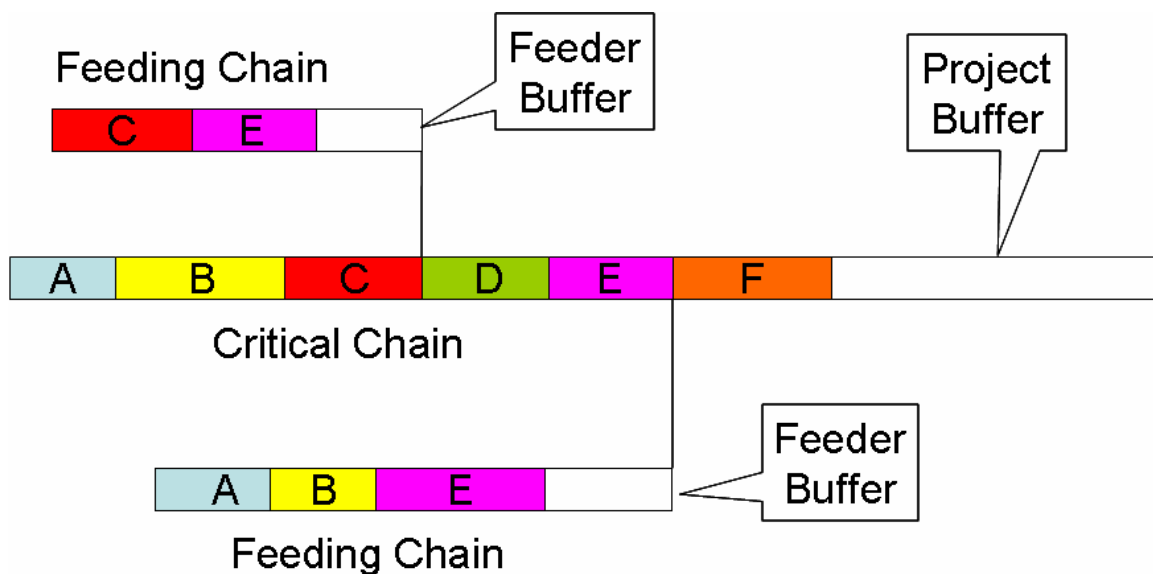 Feeding Chain
Feeder
Buffer
Project
Buffer
C E
A B C D E F
Critical Chain
Feeder
Buffer
A B E
Feeding Chain